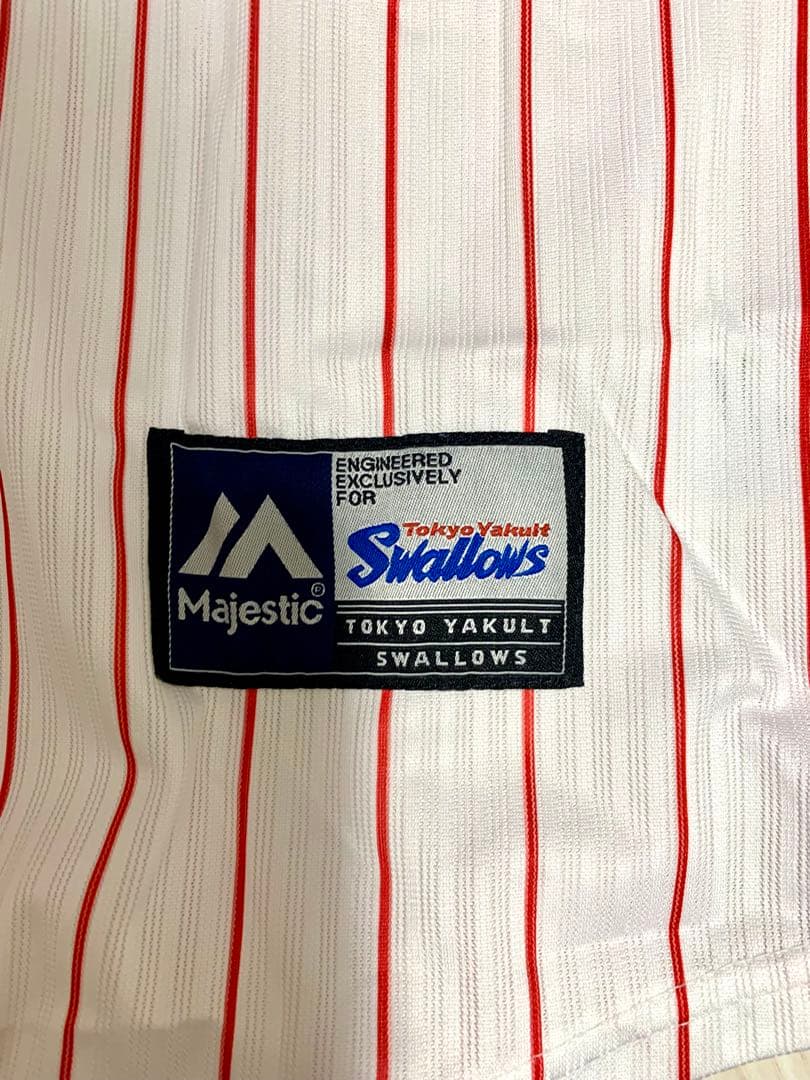 Majestic®
ENGINEERED
EXCLUSIVELY
FOR
Tokyo Yakult
Swallows
TOKYO YAKULT
SWALLOWS